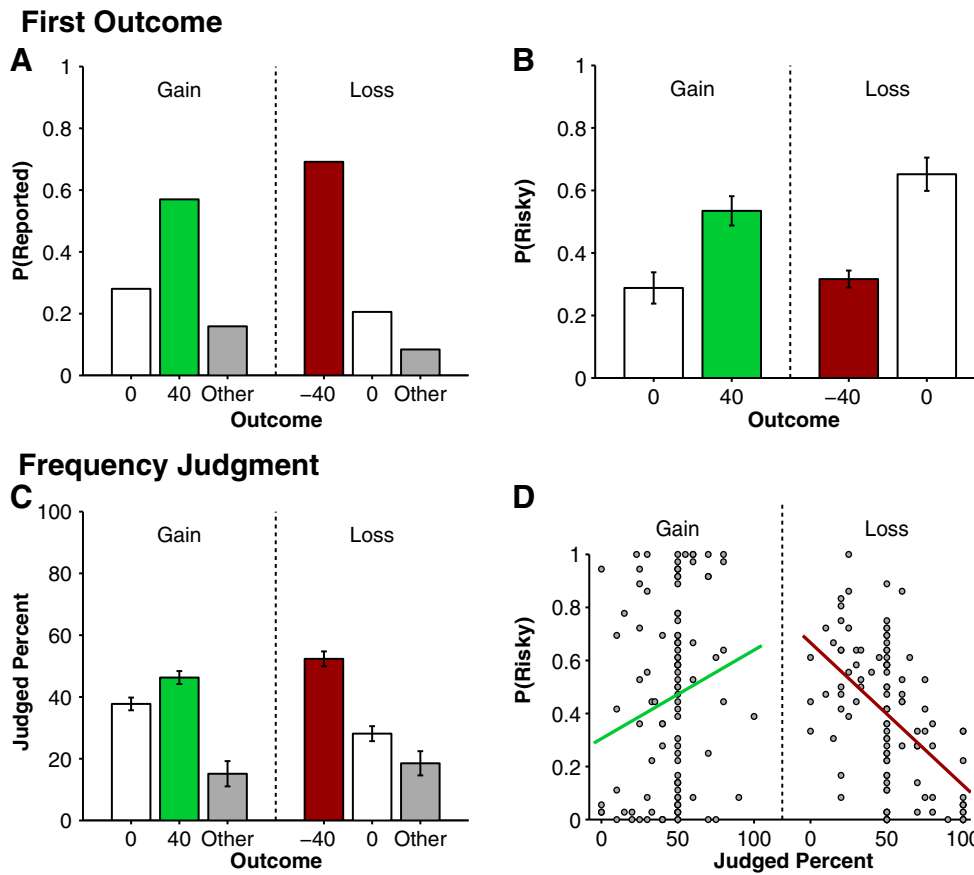 First Outcome
A
B
Gain
Loss
Gain
Loss
1
0.8
0.6
0.4
0.2
0
P(Reported)
0 40 Other −40 0 Other
Outcome
1
0.8
0.6
0.4
0.2
0
P(Risky)
0 40 −40 0
Outcome
Frequency Judgment
C
D
Gain
Loss
Gain
Loss
100
80
60
40
20
0
Judged Percent
0 40 Other −40 0 Other
Outcome
1
0.8
0.6
0.4
0.2
0
P(Risky)
0 50 100 0 50 100
Judged Percent